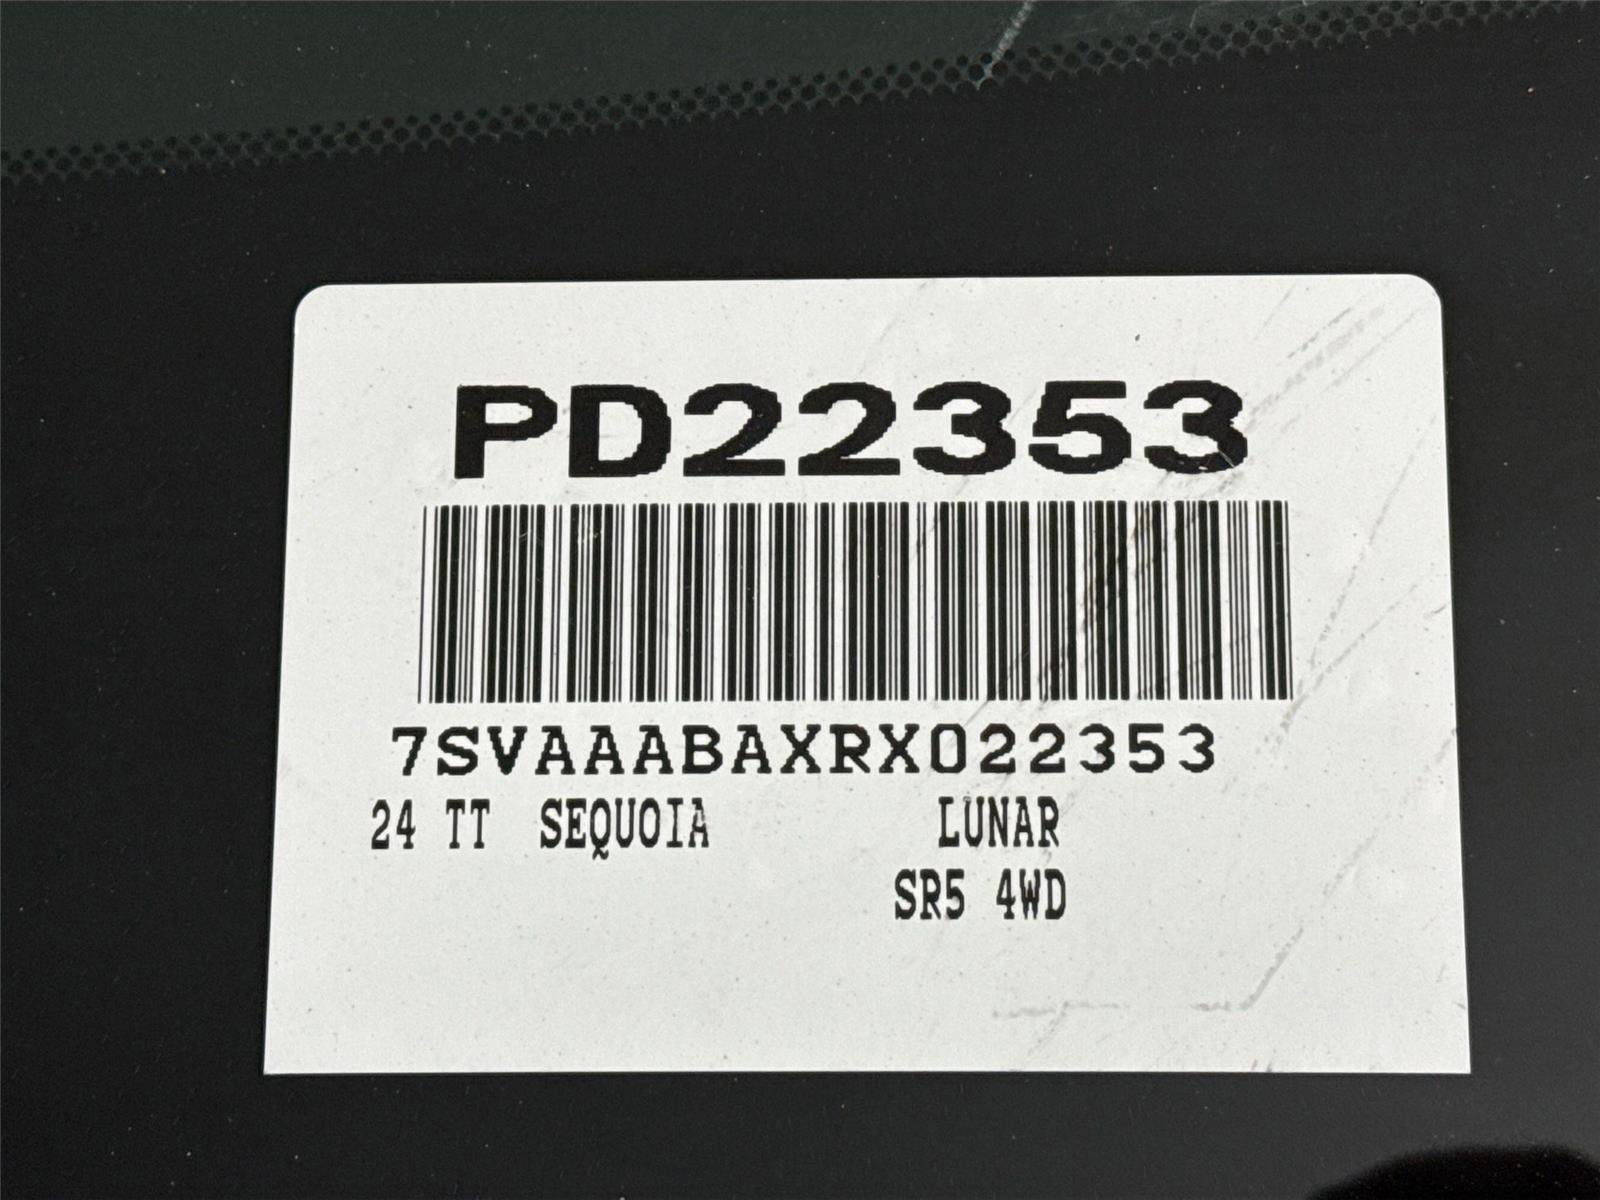 PD22353
7SVAAABAXRX022353
24 TT SEQUOIA LUNAR
SR5 4WD